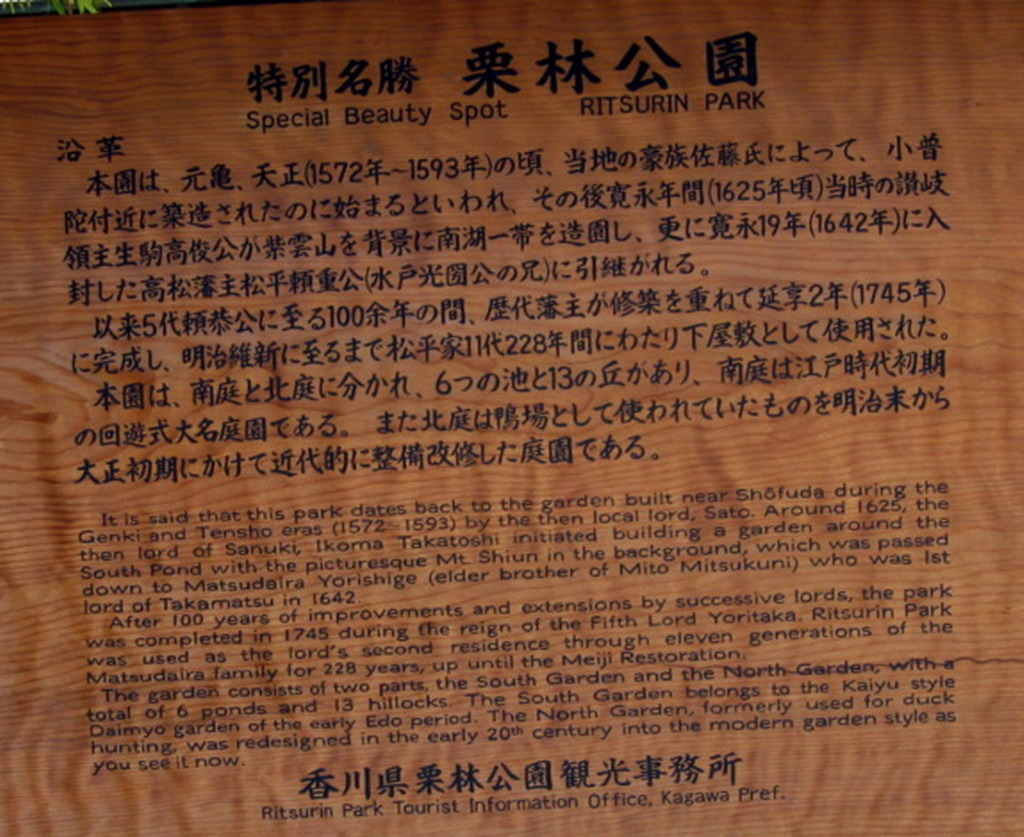 特別名勝 栗林公園
Special Beauty Spot RITSURIN PARK
沿革
本園は、元亀、天正(1572年~1593年)の頃、当地の豪族佐藤氏によって、小普
陀付近に築造されたのに始まるといわれ、その後寛永年間(1625年頃)当時の讃岐
領主生駒高俊公が紫雲山を背景に南湖一帯を造園し、更に寛永19年(1642年)に入
封した高松藩主松平頼重公(水戸光圀公の兄)に引継がれる。
以来5代頼恭公に至る100余年の間、歴代藩主が修築を重ねて延享2年(1745年)
に完成し、明治維新に至るまで松平家11代228年間にわたり下屋敷として使用された。
本園は、南庭と北庭に分かれ、6つの池と13の丘があり、南庭は江戸時代初期
の回遊式大名庭園である。 また北庭は鴨場として使われていたものを明治末から
大正初期にかけて近代的に整備改修した庭園である。
It is said that this park dates back to the garden built near Shōfuda during the
Genki and Tensho eras (1572~1593) by the then local lord, Sato. Around 1625, the
then lord of Sanuki, Ikoma Takatoshi initiated building a garden around the
South Pond with the picturesque Mt. Shiun in the background, which was passed
down to Matsudaira Yorishige (elder brother of Mito Mitsukuni) who was 1st
lord of Takamatsu in 1642.
After 100 years of improvements and extensions by successive lords, the park
was completed in 1745 during the reign of the Fifth Lord Yoritaka. Ritsurin Park
was used as the lord's second residence through eleven generations of the
Matsudaira family for 228 years, up until the Meiji Restoration.
The garden consists of two parts, the South Garden and the North Garden, with a
total of 6 ponds and 13 hillocks. The South Garden belongs to the Kaiyu style
Daimyo garden of the early Edo period. The North Garden, formerly used for duck
hunting, was redesigned in the early 20th century into the modern garden style as
you see it now.
香川県栗林公園観光事務所
Ritsurin Park Tourist Information Office, Kagawa Pref.